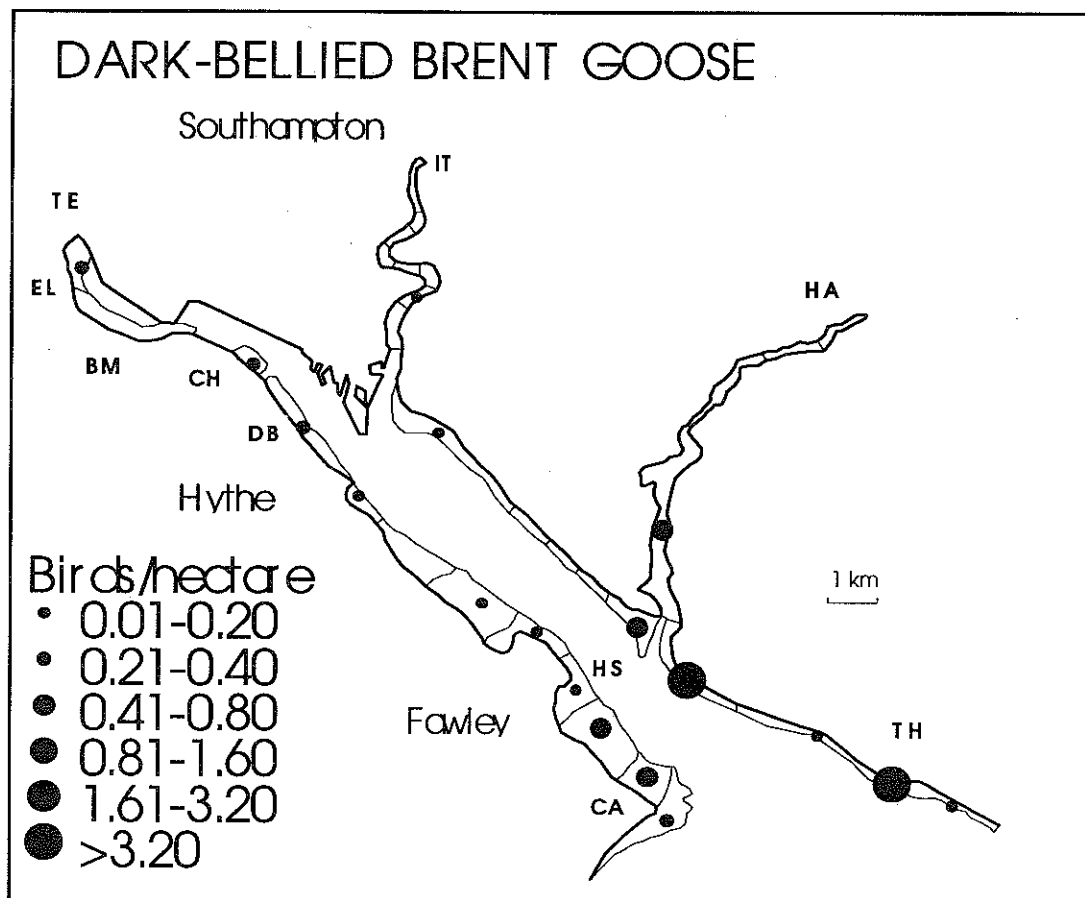 DARK-BELLIED BRENT GOOSE
Southampton
IT
TE
EL
HA
BM
CH
DB
Hythe
Birds/hectare
0.01-0.20
0.21-0.40
0.41-0.80
0.81-1.60
1.61-3.20
>3.20
1 km
HS
Fawley
TH
CA